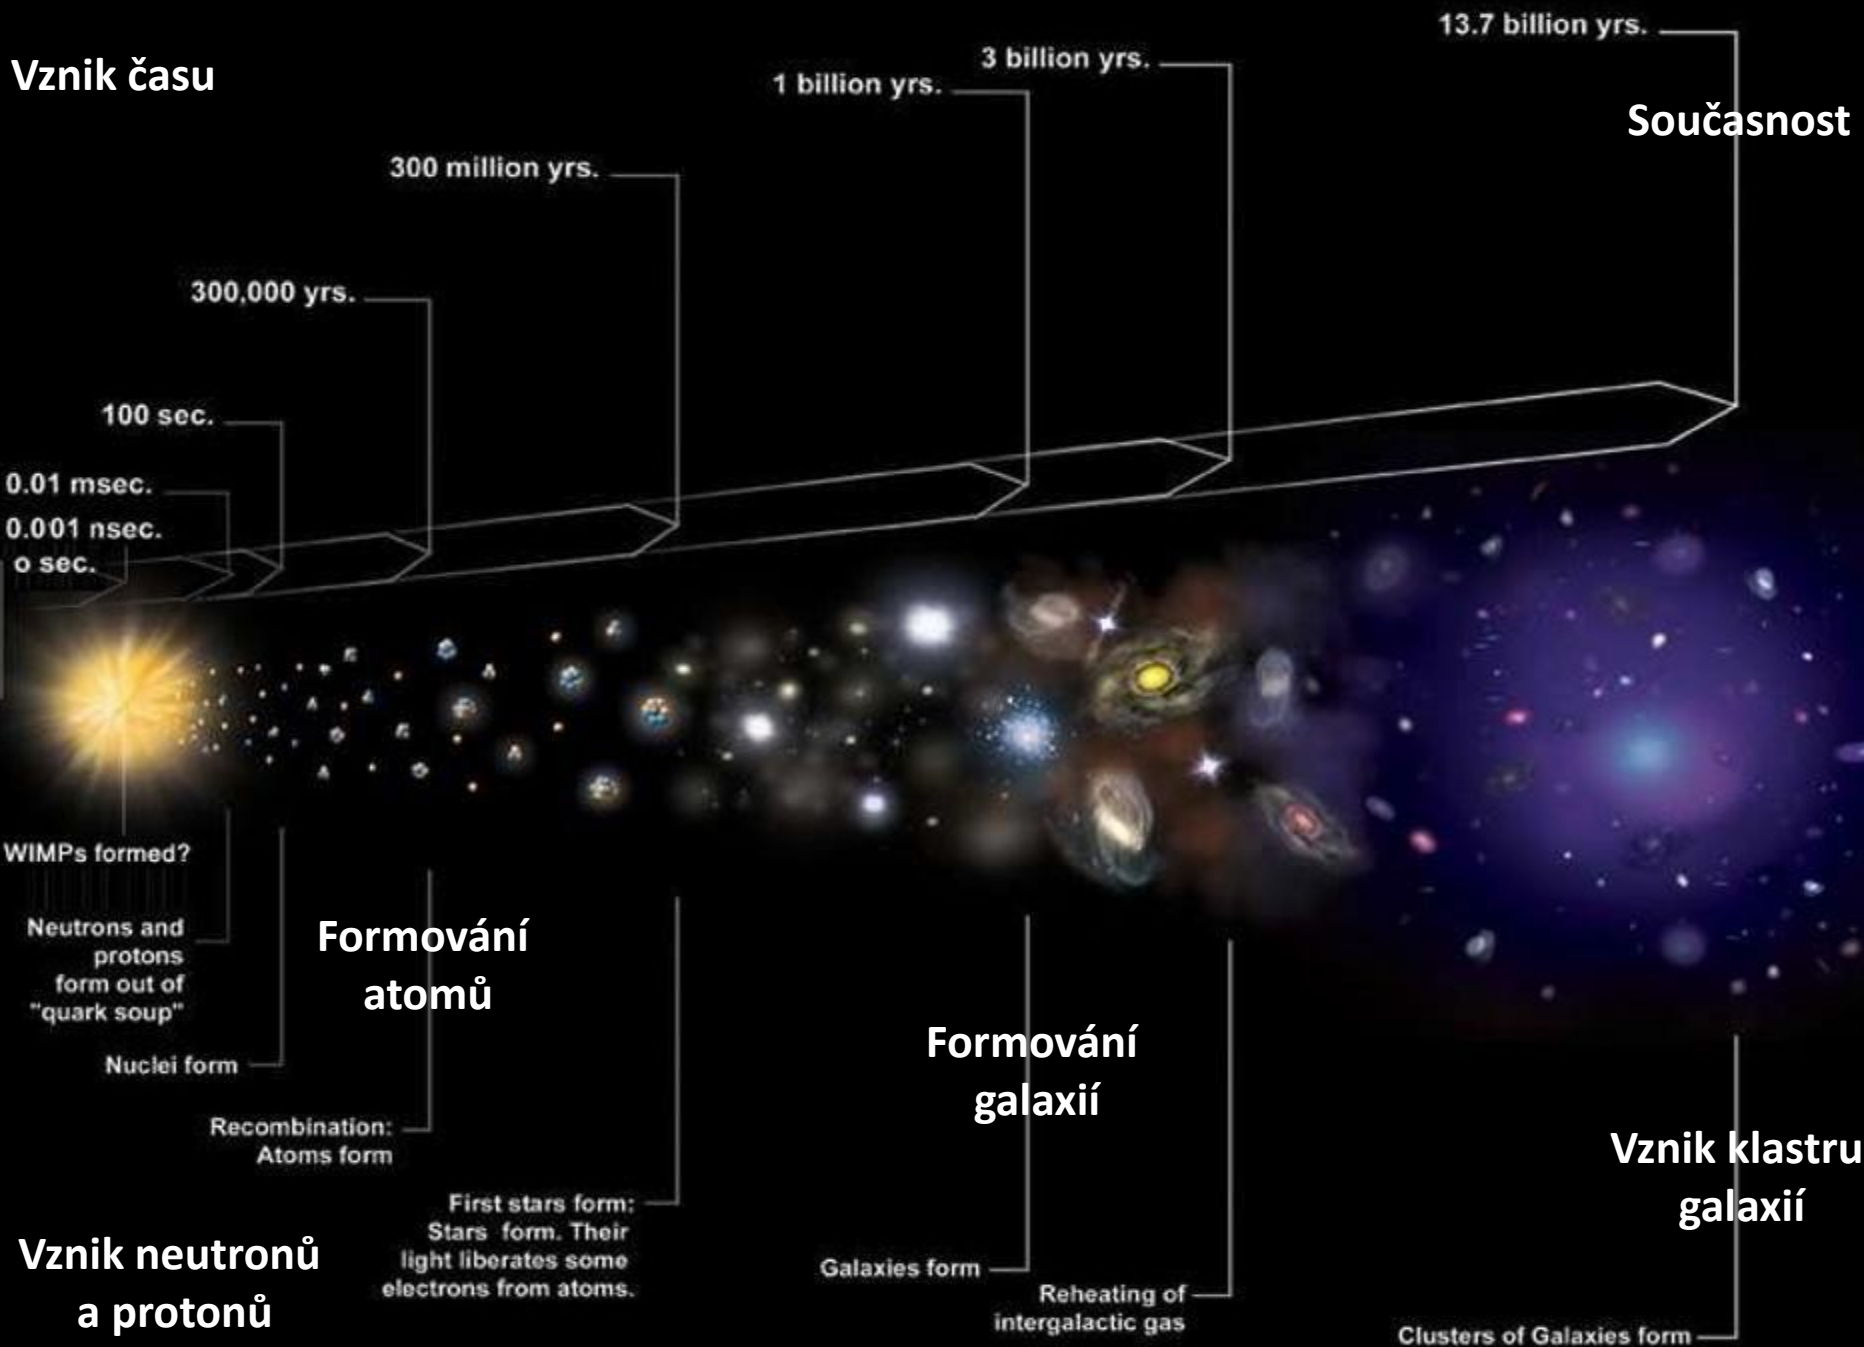 Vznik času
13.7 billion yrs.
3 billion yrs.
1 billion yrs.
Současnost
300 million yrs.
300,000 yrs.
100 sec.
0.01 msec.
0.001 nsec.
o sec.
WIMPs formed?
Neutrons and
protons
form out of
"quark soup"
Formování
atomů
Nuclei form
Formování
galaxií
Recombination:
Atoms form
Vznik klastru
galaxií
First stars form:
Stars form. Their
light liberates some
electrons from atoms.
Vznik neutronů
a protonů
Galaxies form
Reheating of
intergalactic gas
Clusters of Galaxies form